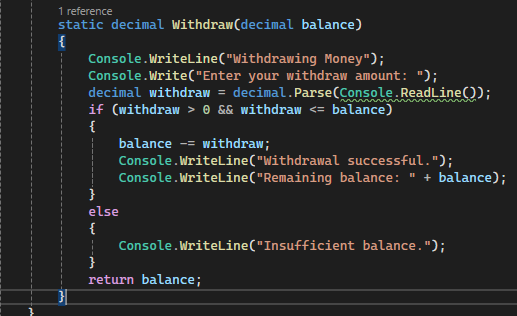 1 reference
static decimal Withdraw(decimal balance)
{
Console.WriteLine("Withdrawing Money");
Console.Write("Enter your withdraw amount: ");
decimal withdraw = decimal.Parse(Console.ReadLine());
if (withdraw > 0 && withdraw <= balance)
{
balance -= withdraw;
Console.WriteLine("Withdrawal successful.");
Console.WriteLine("Remaining balance: " + balance);
}
else
{
Console.WriteLine("Insufficient balance.");
}
return balance;
}
}